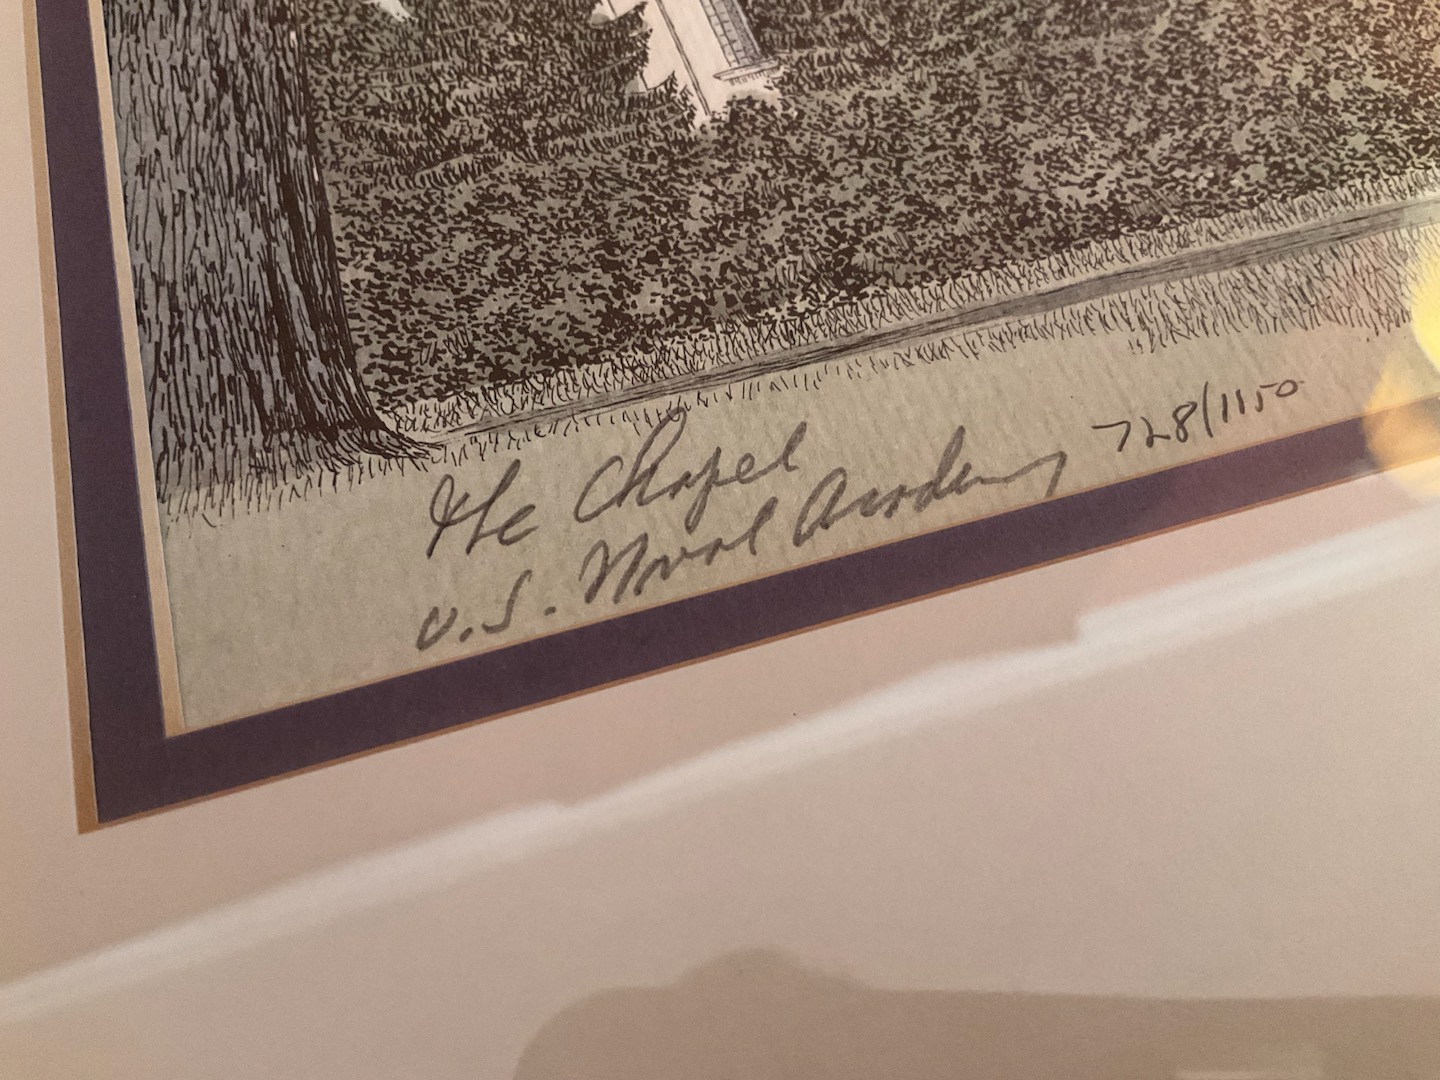 The Chapel
U.S. Naval Academy 728/1150